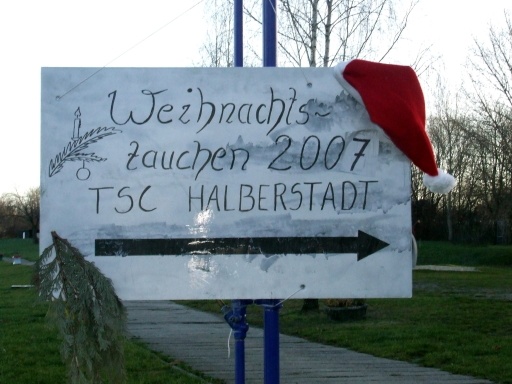 Weihnachts~
tauchen 2007
TSC HALBERSTADT